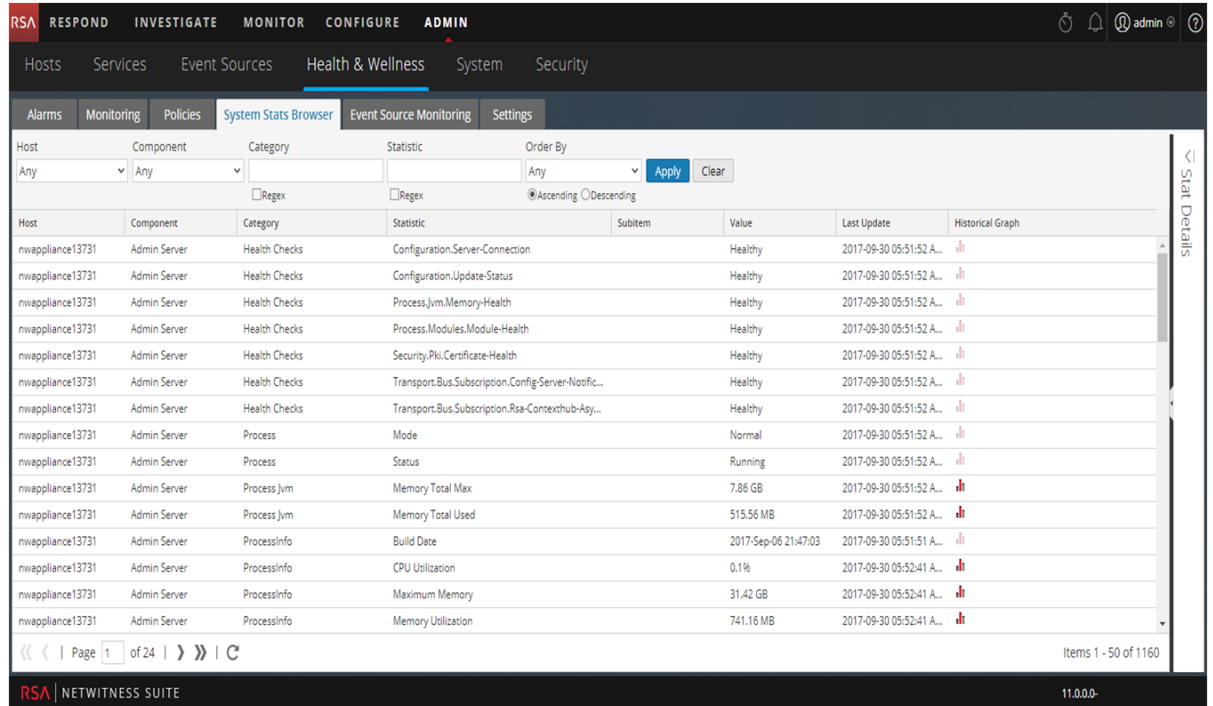 RSA RESPOND INVESTIGATE MONITOR CONFIGURE ADMIN admin
Hosts Services Event Sources Health & Wellness System Security
Alarms Monitoring Policies System Stats Browser Event Source Monitoring Settings
Host Component Category Statistic Order By
Any Any Any Apply Clear
Regex Regex Ascending Descending
Stat Details
Host Component Category Statistic Subitem Value Last Update Historical Graph
nwappliance13731 Admin Server Health Checks Configuration.Server-Connection Healthy 2017-09-30 05:51:52 A...
nwappliance13731 Admin Server Health Checks Configuration.Update-Status Healthy 2017-09-30 05:51:52 A...
nwappliance13731 Admin Server Health Checks Process.Jvm.Memory-Health Healthy 2017-09-30 05:51:52 A...
nwappliance13731 Admin Server Health Checks Process.Modules.Module-Health Healthy 2017-09-30 05:51:52 A...
nwappliance13731 Admin Server Health Checks Security.Pki.Certificate-Health Healthy 2017-09-30 05:51:52 A...
nwappliance13731 Admin Server Health Checks Transport.Bus.Subscription.Config-Server-Notific... Healthy 2017-09-30 05:51:52 A...
nwappliance13731 Admin Server Health Checks Transport.Bus.Subscription.Rsa-Contexthub-Asy... Healthy 2017-09-30 05:51:52 A...
nwappliance13731 Admin Server Process Mode Normal 2017-09-30 05:51:52 A...
nwappliance13731 Admin Server Process Status Running 2017-09-30 05:51:52 A...
nwappliance13731 Admin Server Process Jvm Memory Total Max 7.86 GB 2017-09-30 05:51:52 A...
nwappliance13731 Admin Server Process Jvm Memory Total Used 515.56 MB 2017-09-30 05:51:52 A...
nwappliance13731 Admin Server ProcessInfo Build Date 2017-Sep-06 21:47:03 2017-09-30 05:51:51 A...
nwappliance13731 Admin Server ProcessInfo CPU Utilization 0.1% 2017-09-30 05:52:41 A...
nwappliance13731 Admin Server ProcessInfo Maximum Memory 31.42 GB 2017-09-30 05:52:41 A...
nwappliance13731 Admin Server ProcessInfo Memory Utilization 741.16 MB 2017-09-30 05:52:41 A...
Page 1 of 24 Items 1 - 50 of 1160
RSA NETWITNESS SUITE 11.0.0.0-